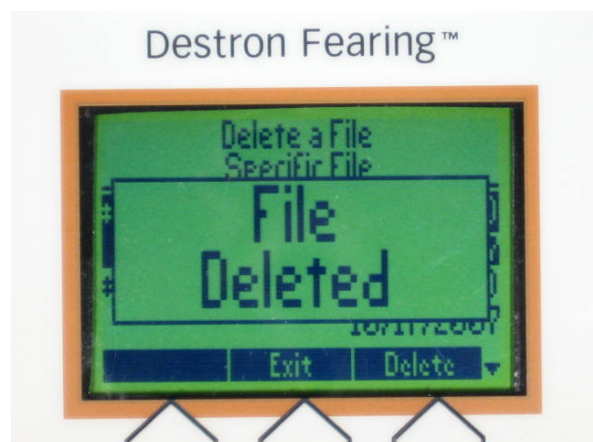 Destron Fearing™
Delete a File
Specific File
File
Deleted
Exit
Delete